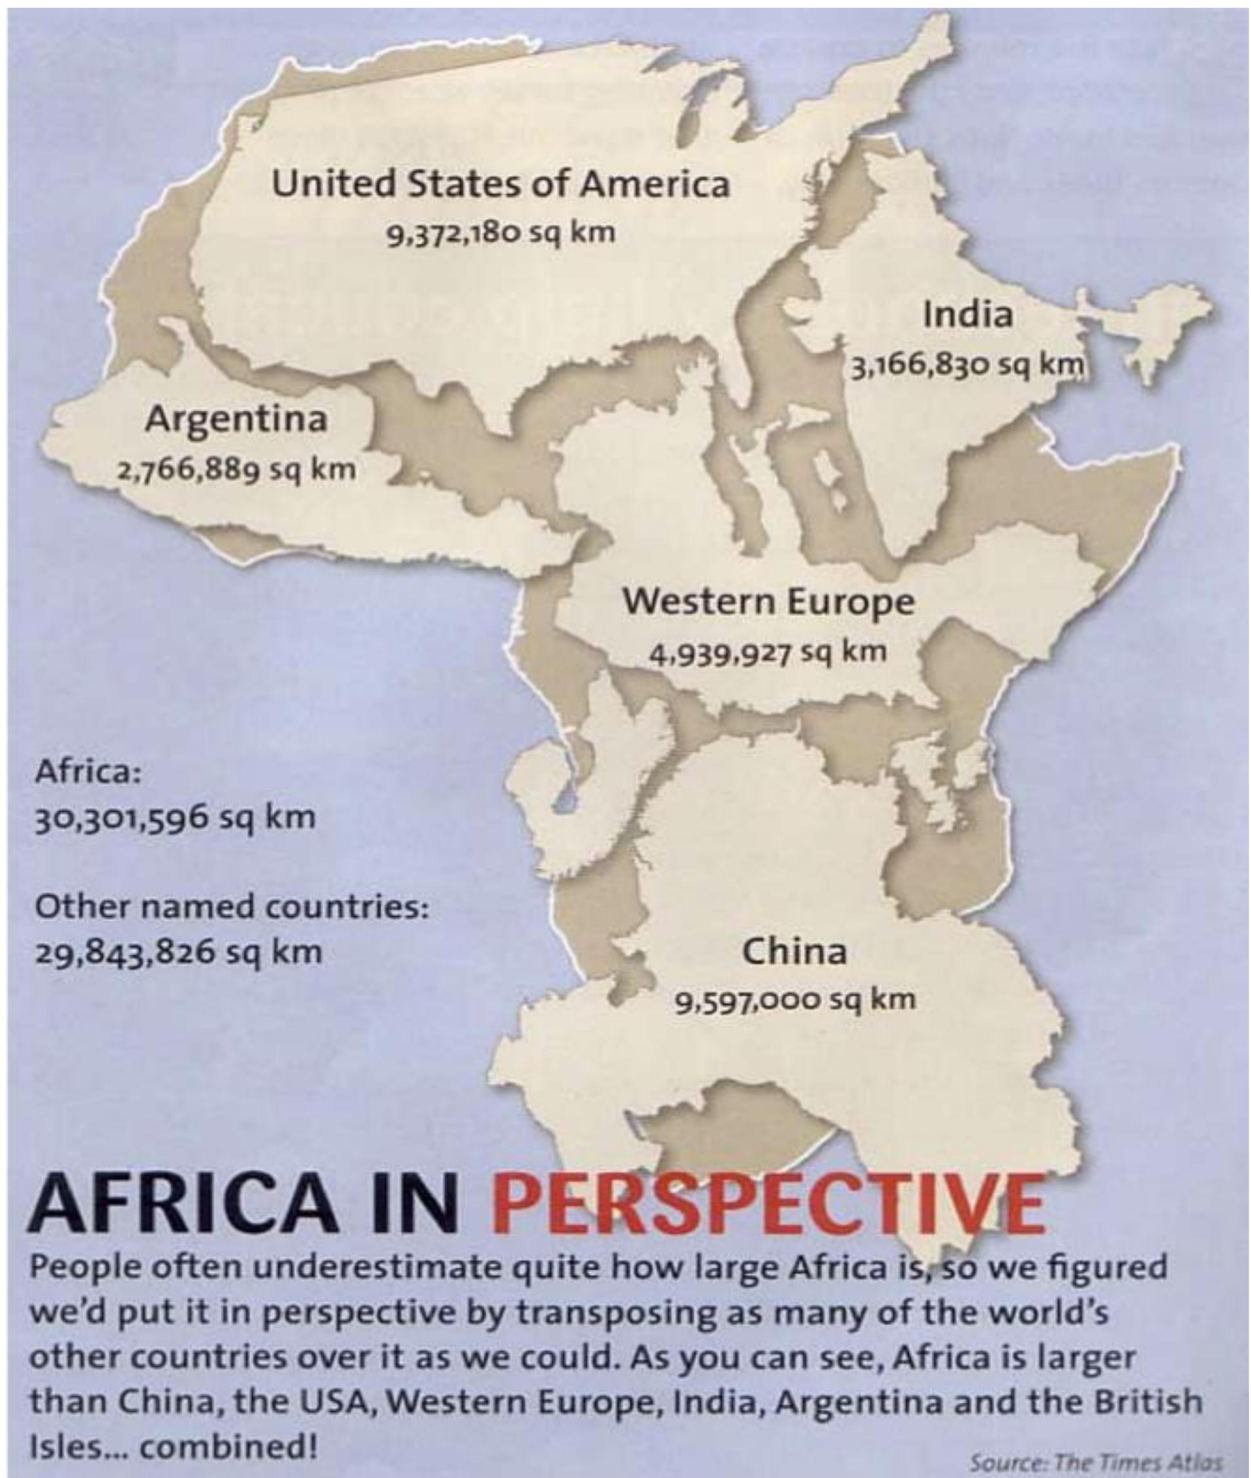 United States of America
9,372,180 sq km
India
3,166,830 sq km
Argentina
2,766,889 sq km
Western Europe
4,939,927 sq km
Africa:
30,301,596 sq km
Other named countries:
29,843,826 sq km
China
9,597,000 sq km
AFRICA IN PERSPECTIVE
People often underestimate quite how large Africa is, so we figured
we'd put it in perspective by transposing as many of the world's
other countries over it as we could. As you can see, Africa is larger
than China, the USA, Western Europe, India, Argentina and the British
Isles... combined!
Source: The Times Atlas